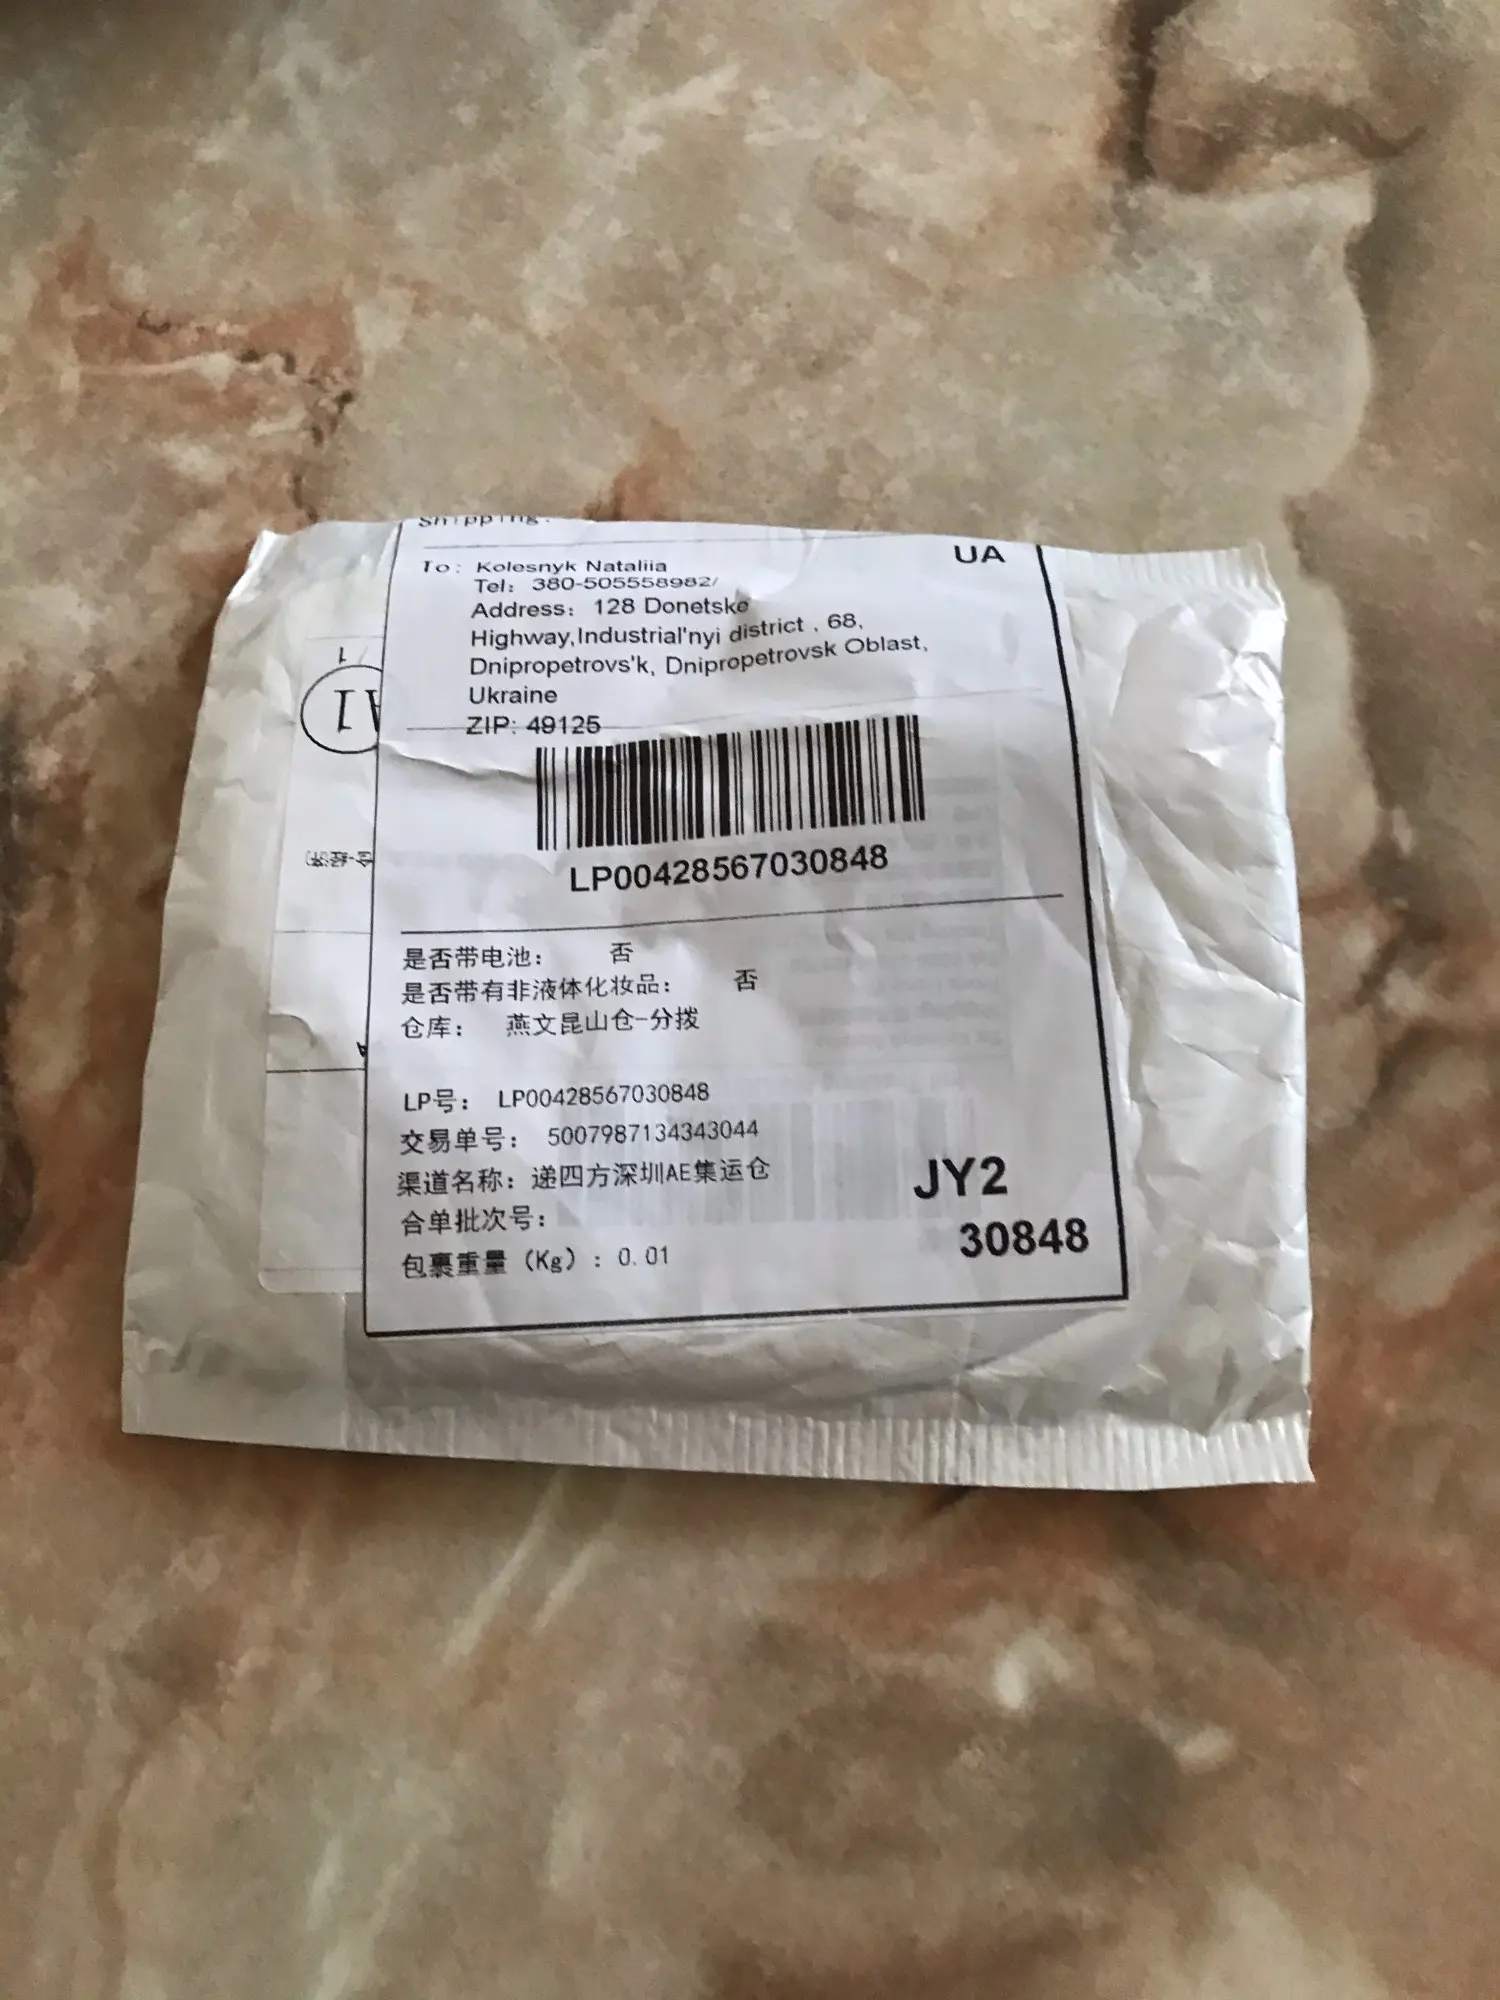 Shipping:
To: Kolesnyk Nataliia
UA
Tel: 380-505558982/
Address: 128 Donetske
Highway,Industrial'nyi district , 68,
Dnipropetrovs'k, Dnipropetrovsk Oblast,
Ukraine
ZIP: 49125
A1
LP00428567030848
是否带电池： 否
是否带有非液体化妆品： 否
仓库： 燕文昆山仓-分拨
LP号： LP00428567030848
交易单号： 5007987134343044
渠道名称：递四方深圳AE集运仓
合单批次号：
包裹重量（Kg）：0.01
JY2
30848